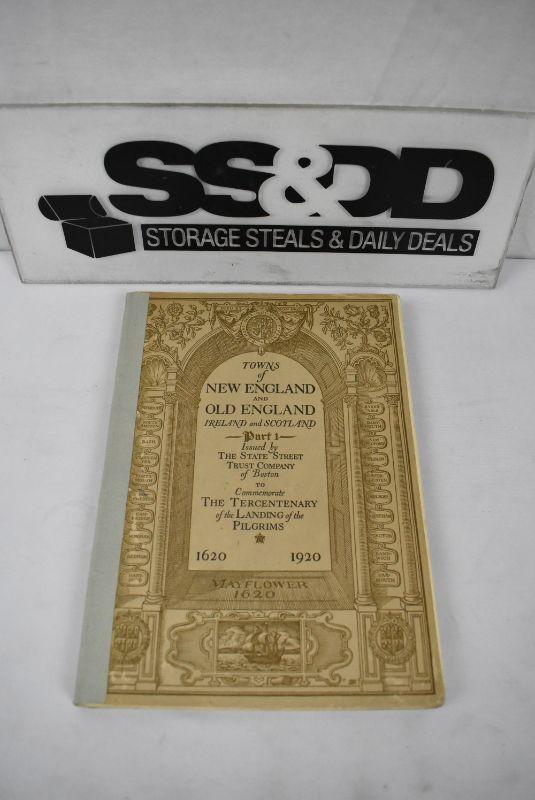 SS&DD
STORAGE STEALS & DAILY DEALS
TOWNS
of
NEW ENGLAND
AND
OLD ENGLAND
IRELAND and SCOTLAND
Part 1
Issued by
THE STATE STREET
TRUST COMPANY
of Boston
TO
Commemorate
THE TERCENTENARY
of the LANDING of the
PILGRIMS
1620 1920
MAYFLOWER
1620